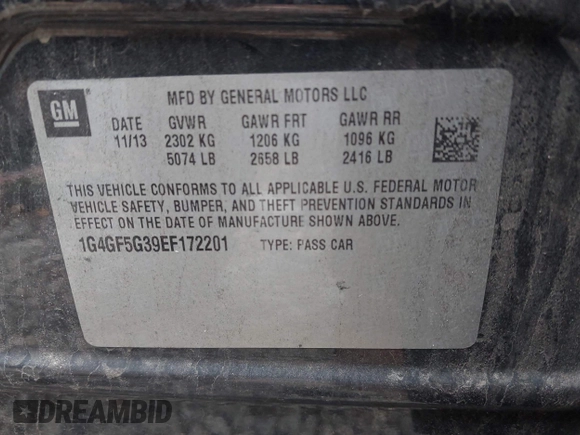 GM
MFD BY GENERAL MOTORS LLC
DATE GVWR GAWR FRT GAWR RR
11/13 2302 KG 1206 KG 1096 KG
5074 LB 2658 LB 2416 LB
THIS VEHICLE CONFORMS TO ALL APPLICABLE U.S. FEDERAL MOTOR
VEHICLE SAFETY, BUMPER, AND THEFT PREVENTION STANDARDS IN
EFFECT ON THE DATE OF MANUFACTURE SHOWN ABOVE.
1G4GF5G39EF172201 TYPE: PASS CAR
DREAMBID